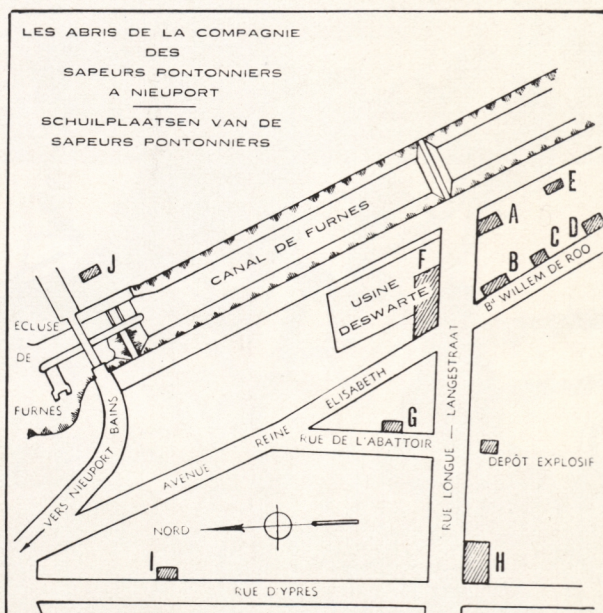 LES ABRIS DE LA COMPAGNIE
DES
SAPEURS PONTONNIERS
A NIEUPORT
SCHUILPLAATSEN VAN DE
SAPEURS PONTONNIERS
E
A
D
C
B
Bd WILLEM DE ROO
J
CANAL DE FURNES
F
USINE
DESWARTE
ECLUSE
DE
FURNES
VERS NIEUPORT BAINS
AVENUE REINE ELISABETH
G
RUE DE L'ABATTOIR
RUE LONGUE — LANGESTRAAT
DEPÔT EXPLOSIF
NORD
I
H
RUE D'YPRES